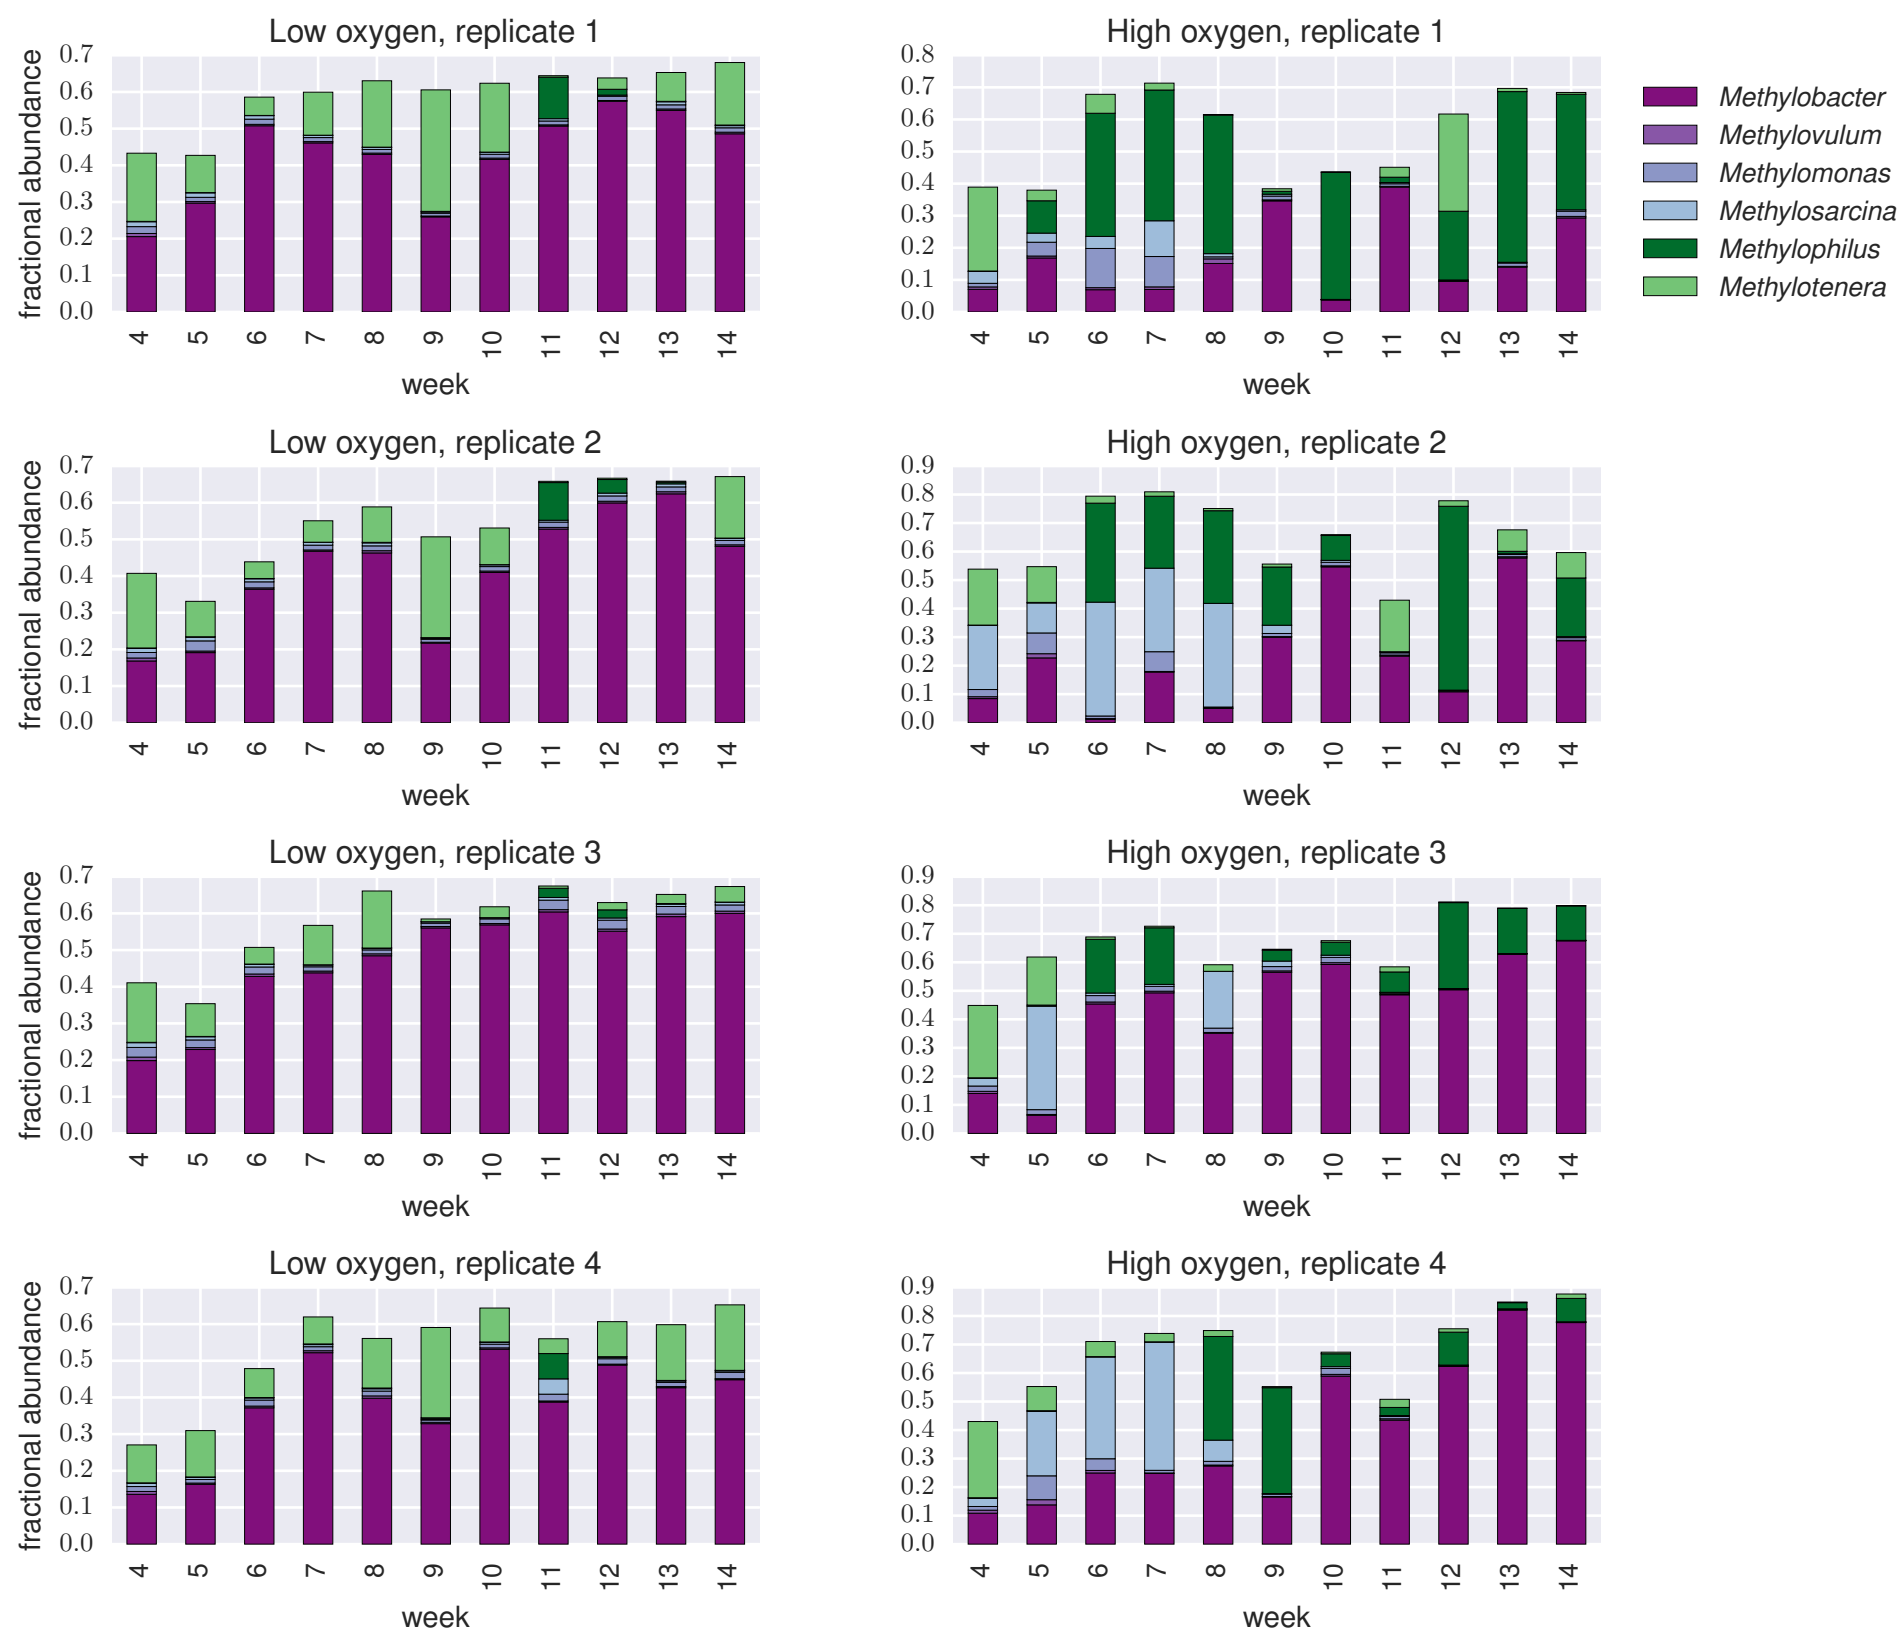 Low oxygen, replicate 1
0.7
0.6
0.5
0.4
0.3
0.2
0.1
0.0
fractional abundance
4 5 6 7 8 9 10 11 12 13 14
week
High oxygen, replicate 1
0.8
0.7
0.6
0.5
0.4
0.3
0.2
0.1
0.0
4 5 6 7 8 9 10 11 12 13 14
week
Methylobacter
Methylovulum
Methylomonas
Methylosarcina
Methylophilus
Methylotenera
Low oxygen, replicate 2
0.7
0.6
0.5
0.4
0.3
0.2
0.1
0.0
fractional abundance
4 5 6 7 8 9 10 11 12 13 14
week
High oxygen, replicate 2
0.9
0.8
0.7
0.6
0.5
0.4
0.3
0.2
0.1
0.0
4 5 6 7 8 9 10 11 12 13 14
week
Low oxygen, replicate 3
0.7
0.6
0.5
0.4
0.3
0.2
0.1
0.0
fractional abundance
4 5 6 7 8 9 10 11 12 13 14
week
High oxygen, replicate 3
0.9
0.8
0.7
0.6
0.5
0.4
0.3
0.2
0.1
0.0
4 5 6 7 8 9 10 11 12 13 14
week
Low oxygen, replicate 4
0.7
0.6
0.5
0.4
0.3
0.2
0.1
0.0
fractional abundance
4 5 6 7 8 9 10 11 12 13 14
week
High oxygen, replicate 4
0.9
0.8
0.7
0.6
0.5
0.4
0.3
0.2
0.1
0.0
4 5 6 7 8 9 10 11 12 13 14
week